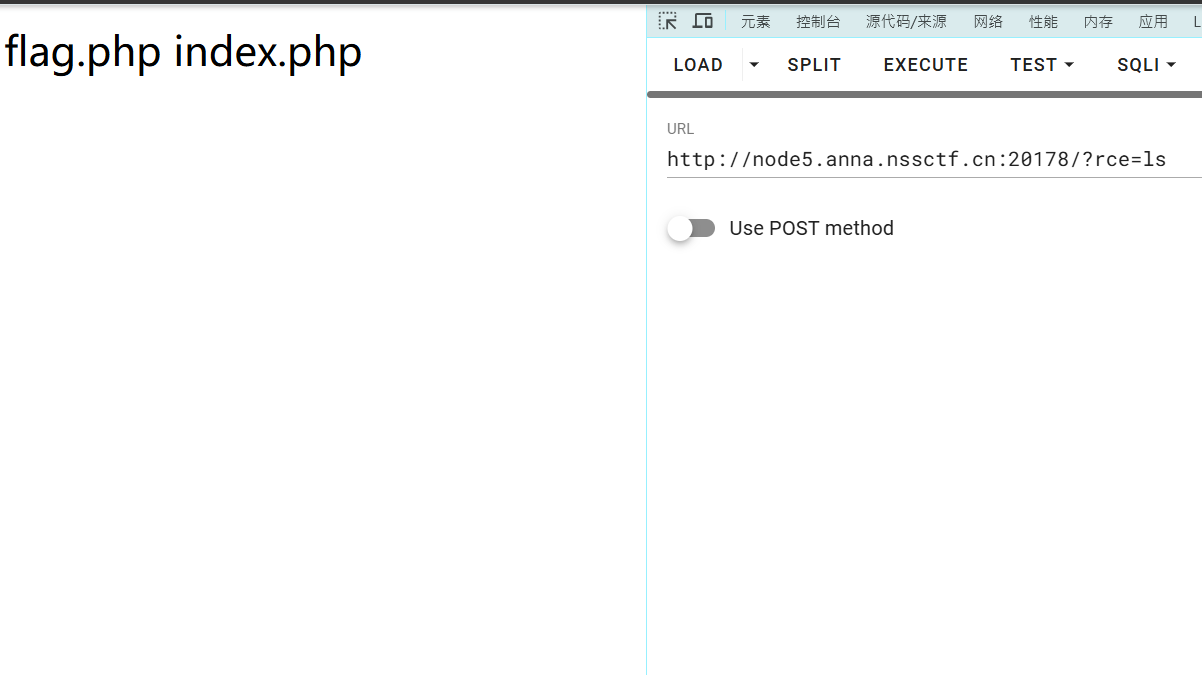 flag.php index.php
元素 控制台 源代码/来源 网络 性能 内存 应用 L
LOAD SPLIT EXECUTE TEST SQLI
URL
http://node5.anna.nssctf.cn:20178/?rce=ls
Use POST method